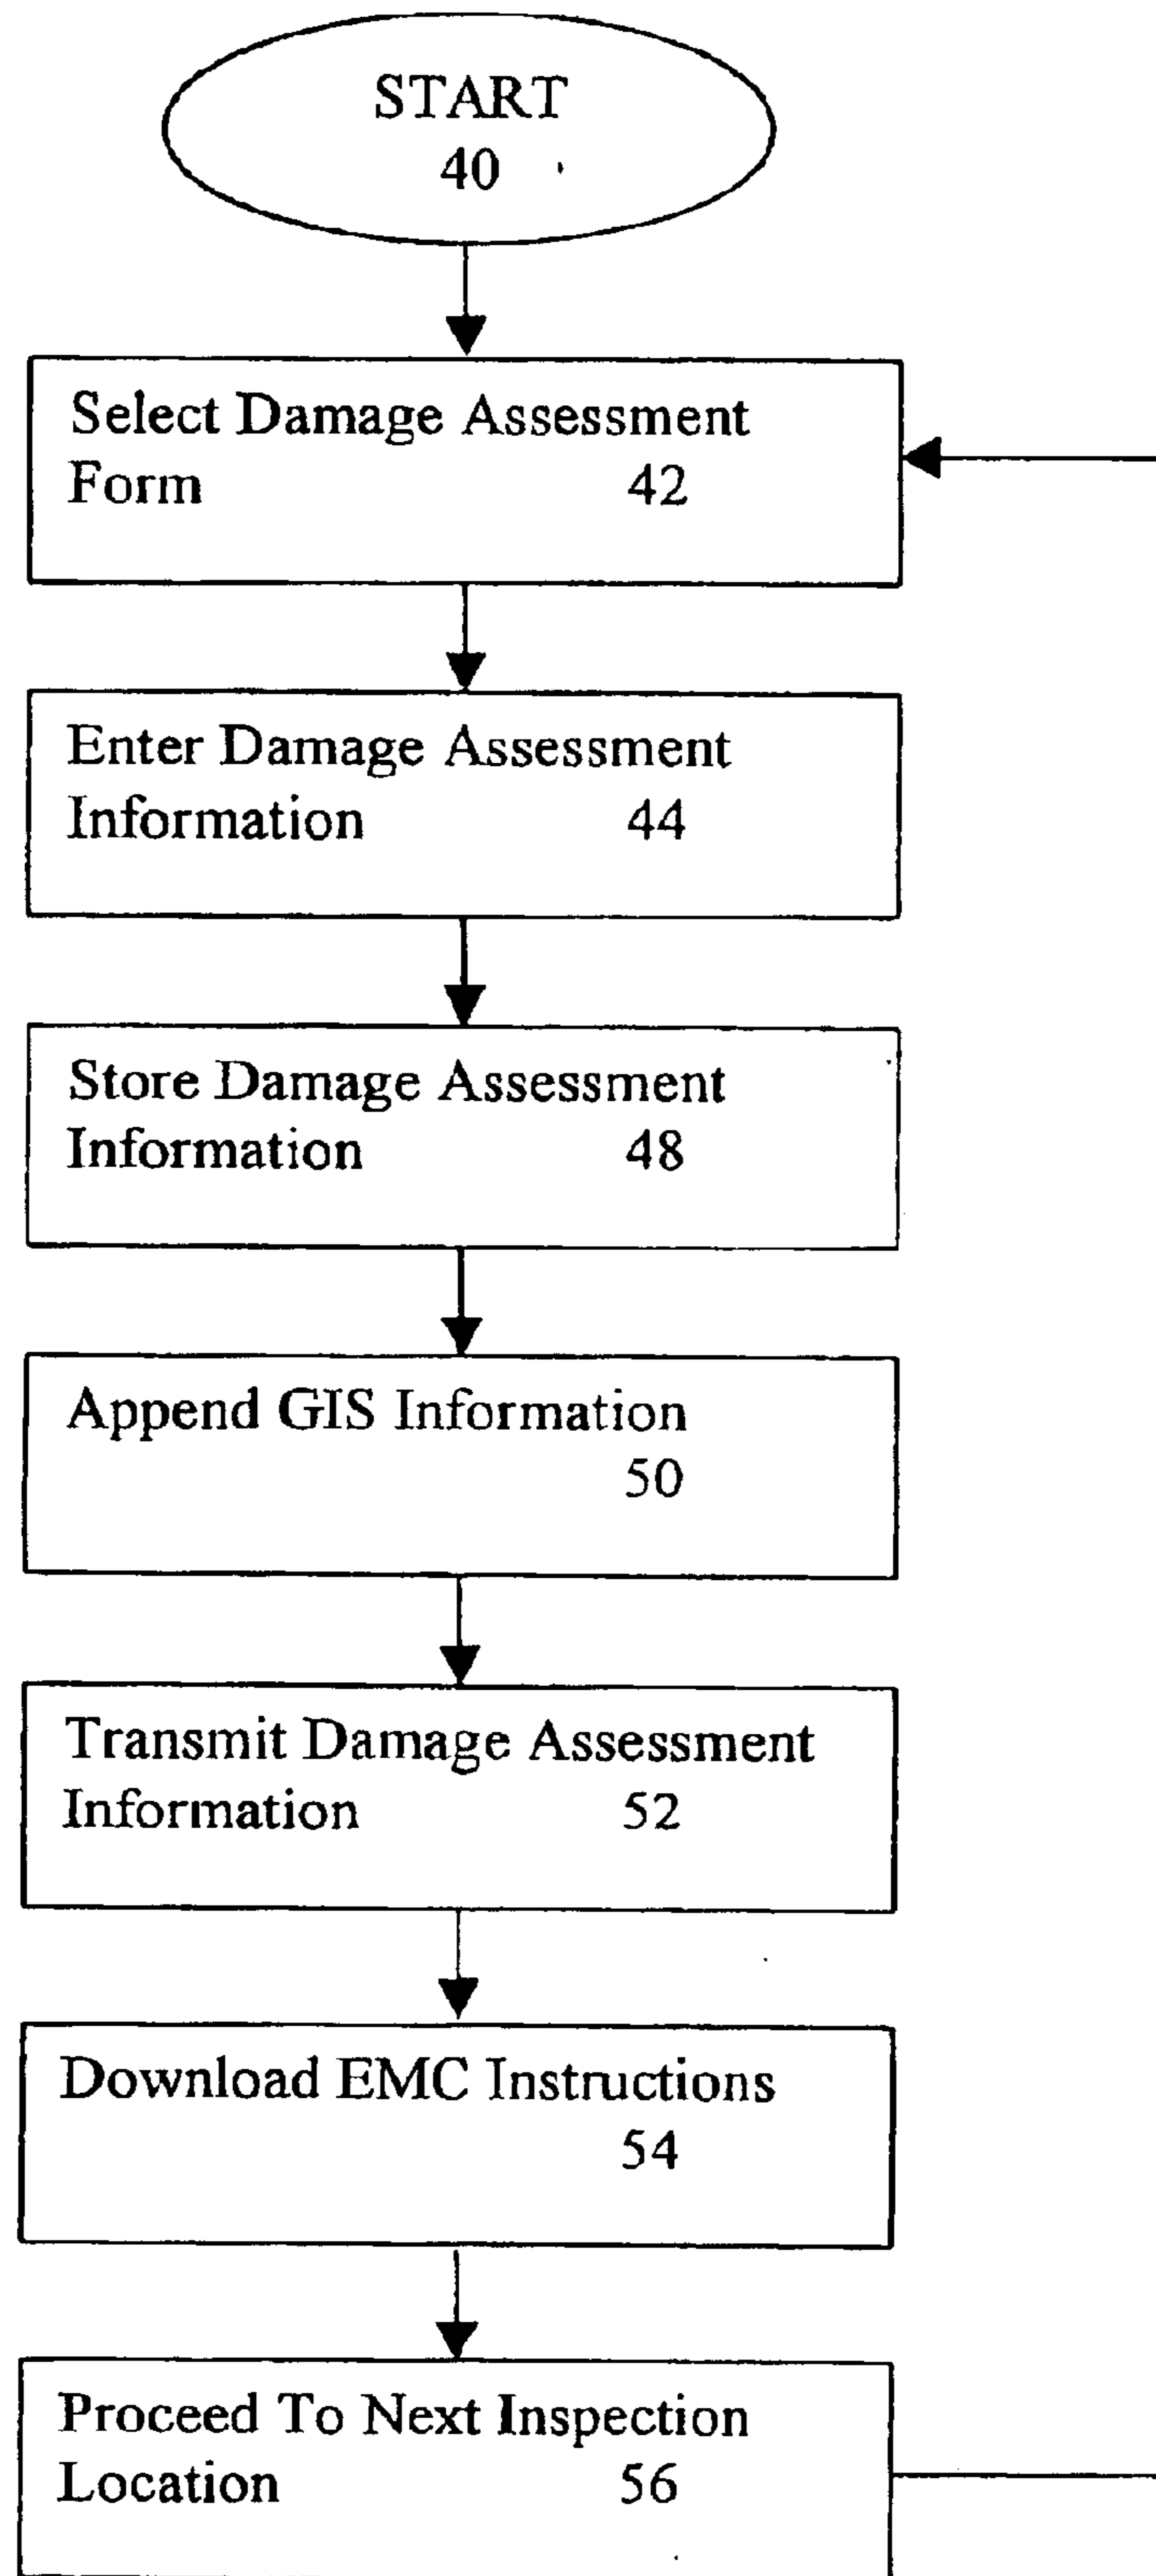 START
40
Select Damage Assessment
Form 42
Enter Damage Assessment
Information 44
Store Damage Assessment
Information 48
Append GIS Information
50
Transmit Damage Assessment
Information 52
Download EMC Instructions
54
Proceed To Next Inspection
Location 56